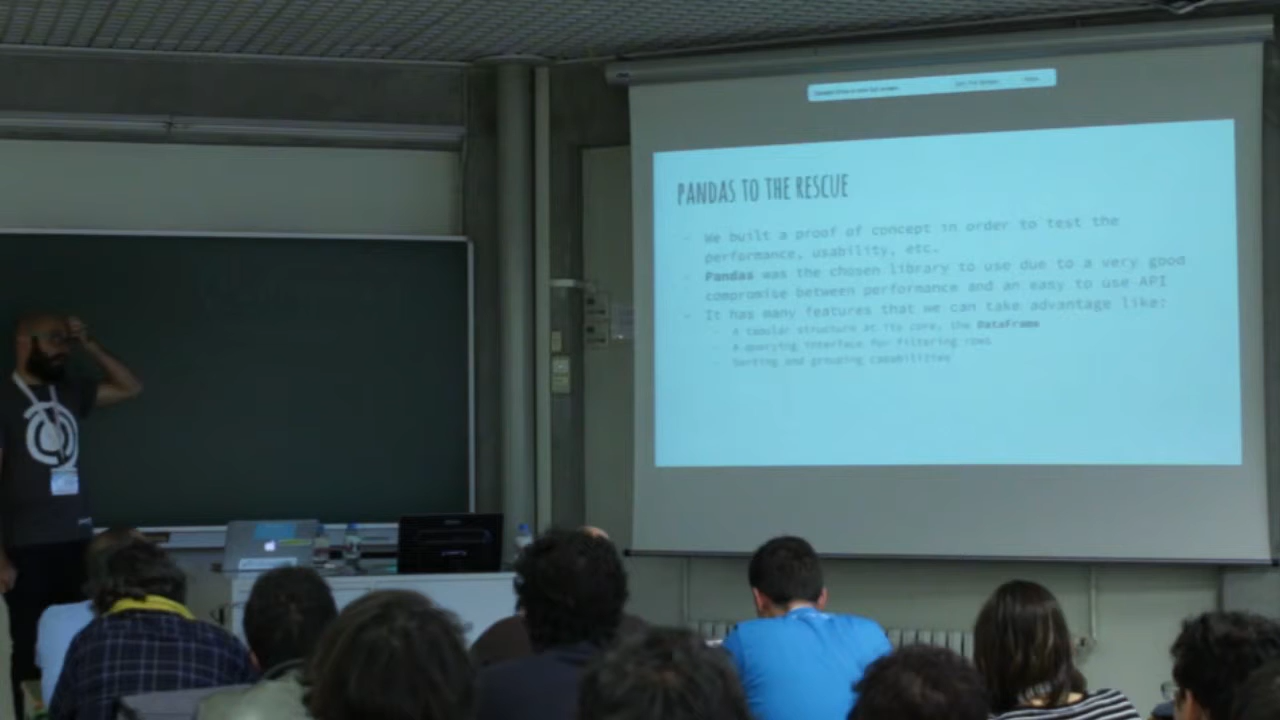 PANDAS TO THE RESCUE
- We built a proof of concept in order to test the
performance, usability, etc.
- Pandas was the chosen library to use due to a very good
compromise between performance and an easy to use API
- It has many features that we can take advantage like:
- A tabular structure at its core, the DataFrame
- A querying interface for filtering rows
- Sorting and grouping capabilities